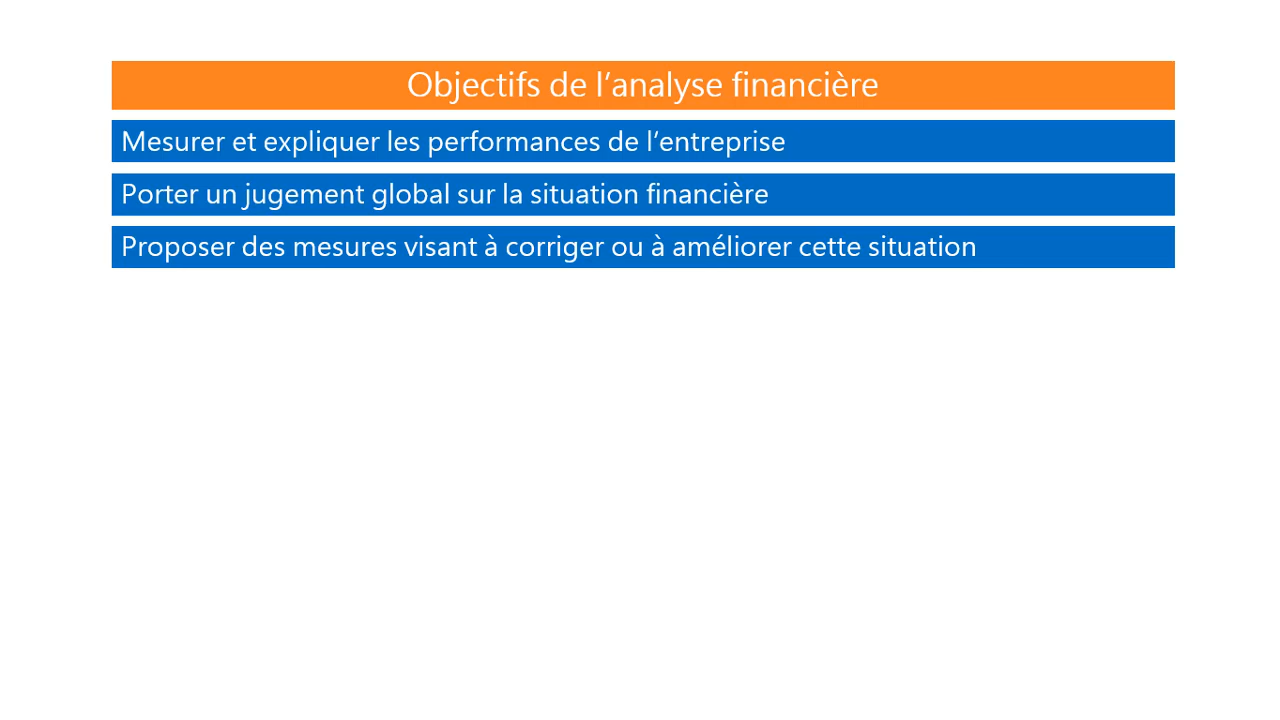 Objectifs de l’analyse financière
Mesurer et expliquer les performances de l’entreprise
Porter un jugement global sur la situation financière
Proposer des mesures visant à corriger ou à améliorer cette situation